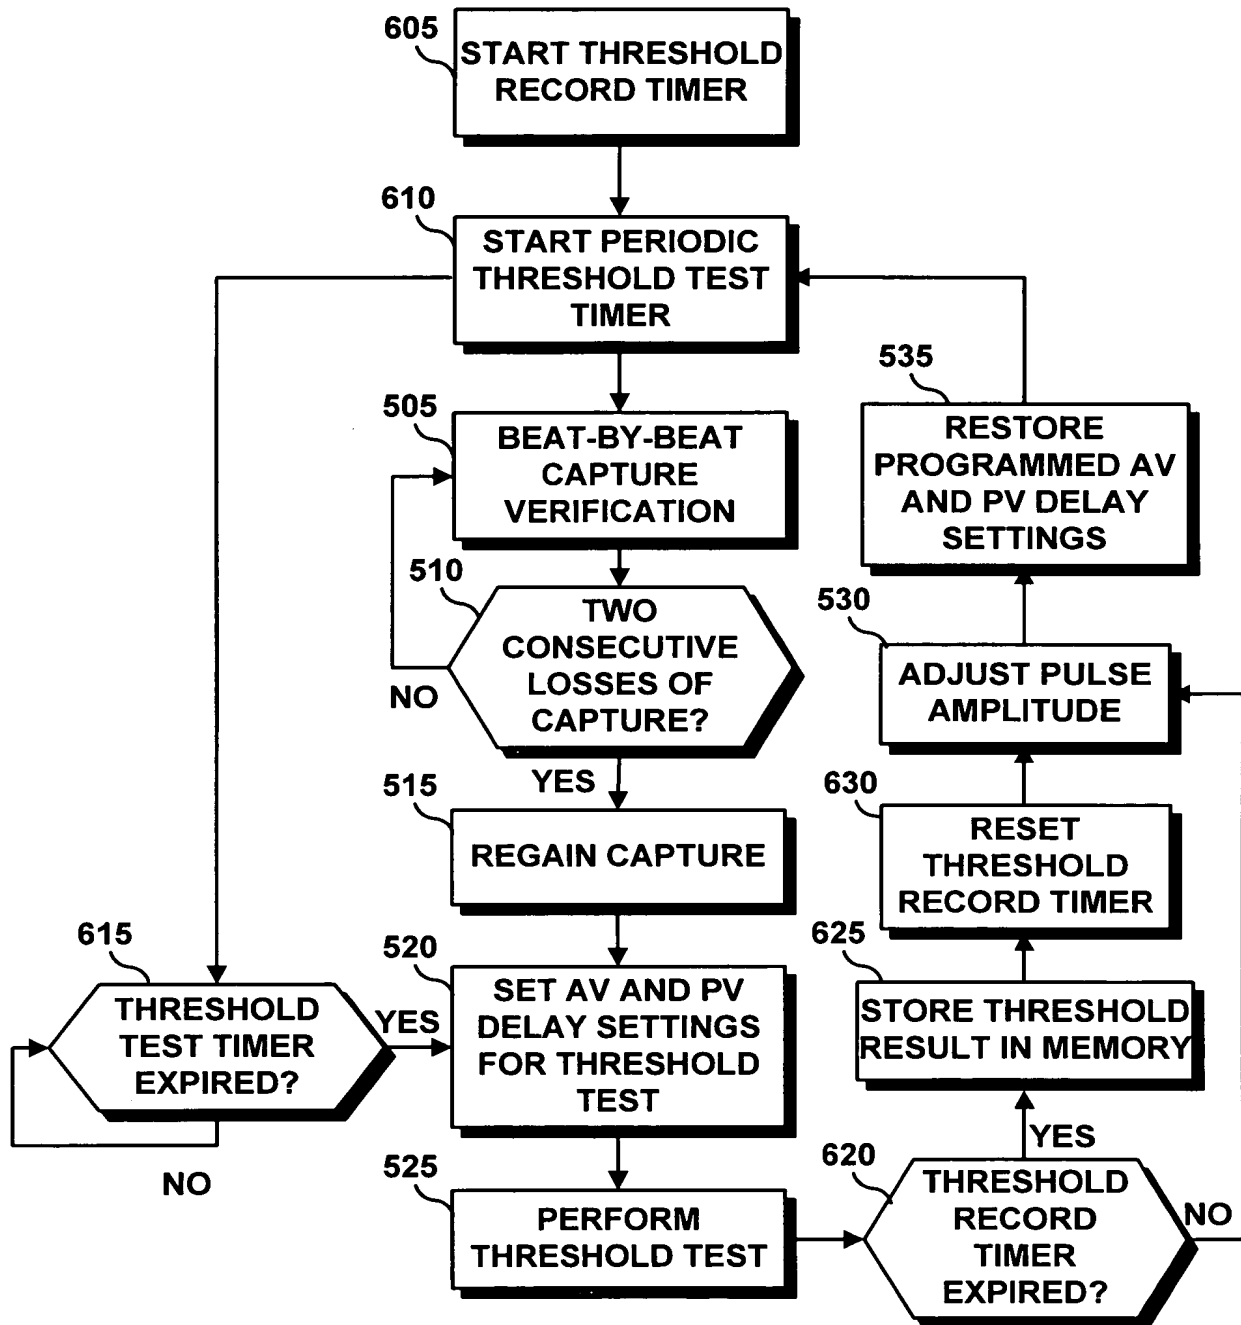 605
START THRESHOLD
RECORD TIMER
610
START PERIODIC
THRESHOLD TEST
TIMER
505
BEAT-BY-BEAT
CAPTURE
VERIFICATION
510
TWO
CONSECUTIVE
LOSSES OF
CAPTURE?
NO
YES
515
REGAIN CAPTURE
615
THRESHOLD
TEST TIMER
EXPIRED?
YES
NO
520
SET AV AND PV
DELAY SETTINGS
FOR THRESHOLD
TEST
525
PERFORM
THRESHOLD TEST
620
THRESHOLD
RECORD
TIMER
EXPIRED?
NO
YES
625
STORE THRESHOLD
RESULT IN MEMORY
630
RESET
THRESHOLD
RECORD TIMER
530
ADJUST PULSE
AMPLITUDE
535
RESTORE
PROGRAMMED AV
AND PV DELAY
SETTINGS